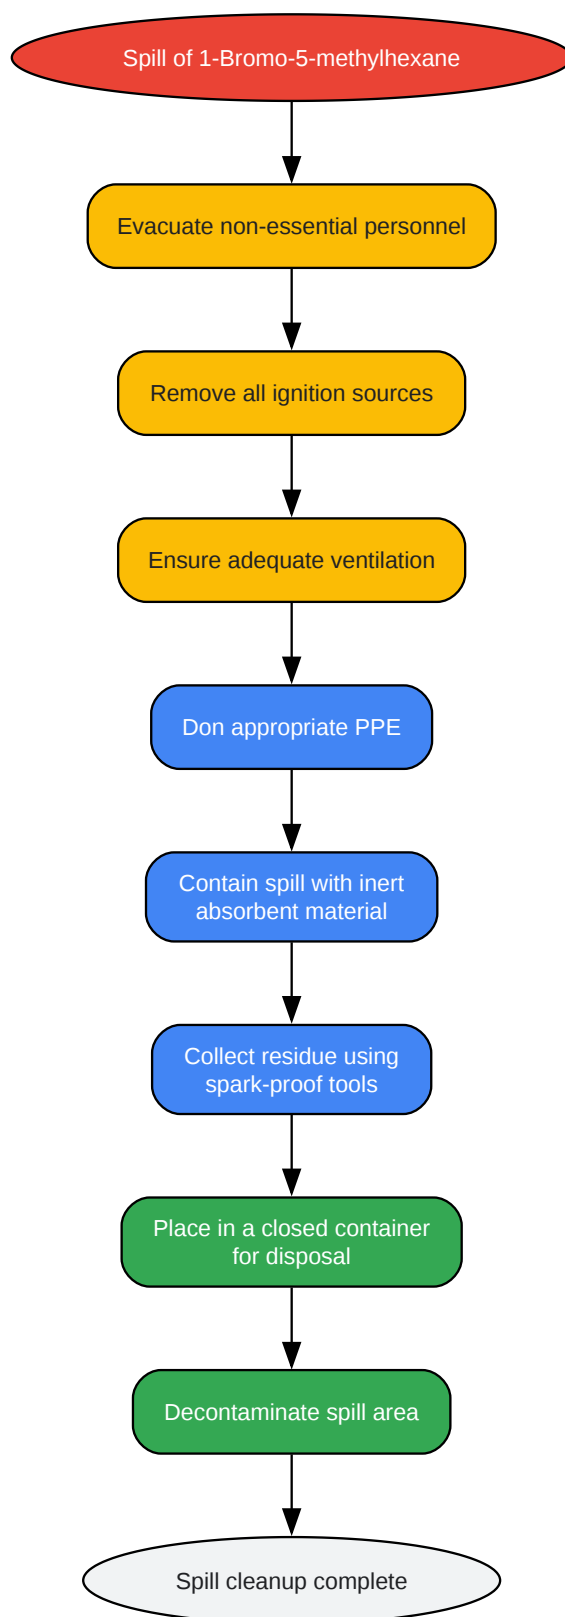 Spill of 1-Bromo-5-methylhexane
Evacuate non-essential personnel
Remove all ignition sources
Ensure adequate ventilation
Don appropriate PPE
Contain spill with inert
absorbent material
Collect residue using
spark-proof tools
Place in a closed container
for disposal
Decontaminate spill area
Spill cleanup complete